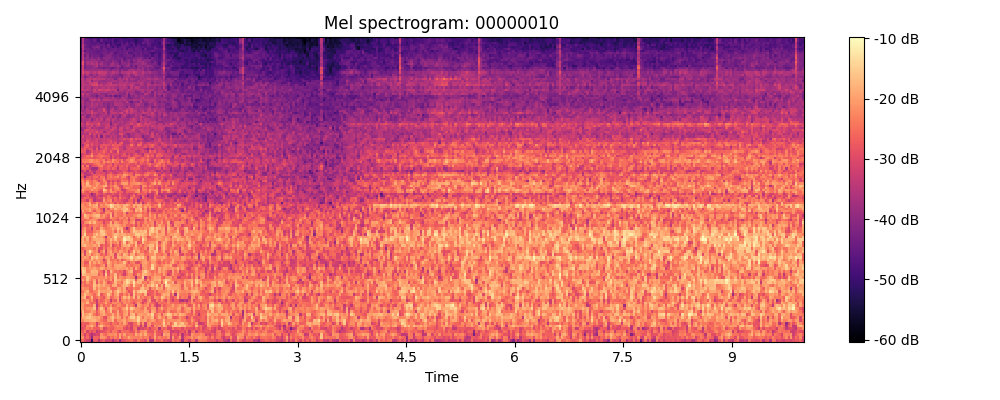 Mel spectrogram: 00000010
Hz
4096
2048
1024
512
0
0 1.5 3 4.5 6 7.5 9
Time
-10 dB
-20 dB
-30 dB
-40 dB
-50 dB
-60 dB